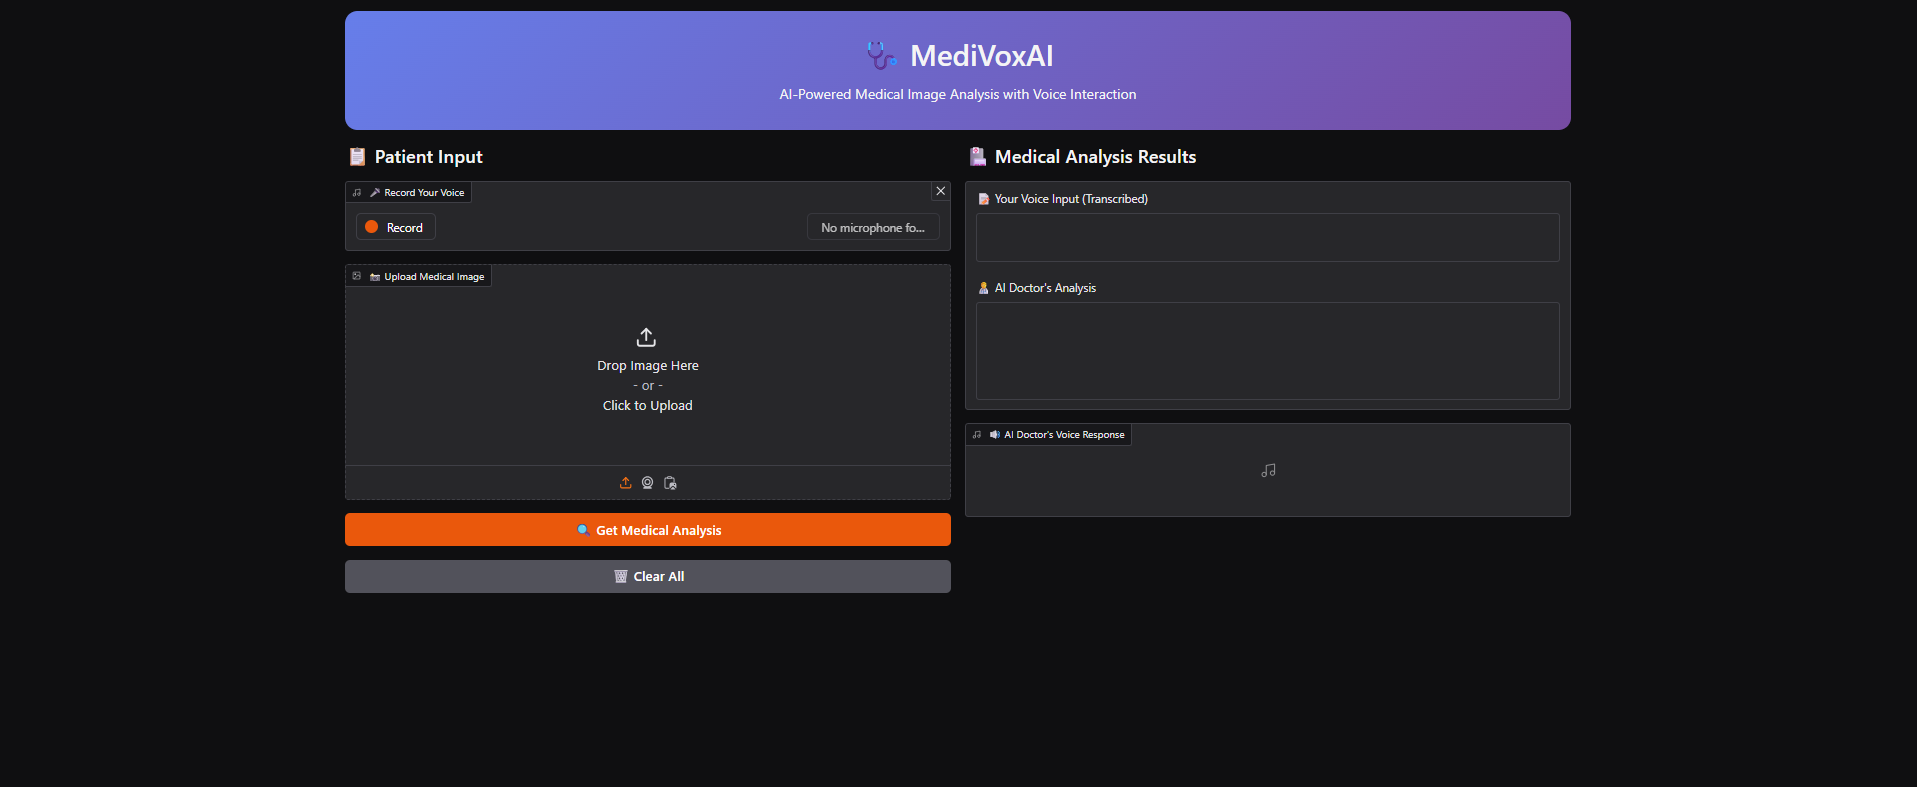 MediVoxAI
AI-Powered Medical Image Analysis with Voice Interaction
Patient Input
Record Your Voice
Record
No microphone fo...
Upload Medical Image
Drop Image Here
- or -
Click to Upload
Get Medical Analysis
Clear All
Medical Analysis Results
Your Voice Input (Transcribed)
AI Doctor's Analysis
AI Doctor's Voice Response